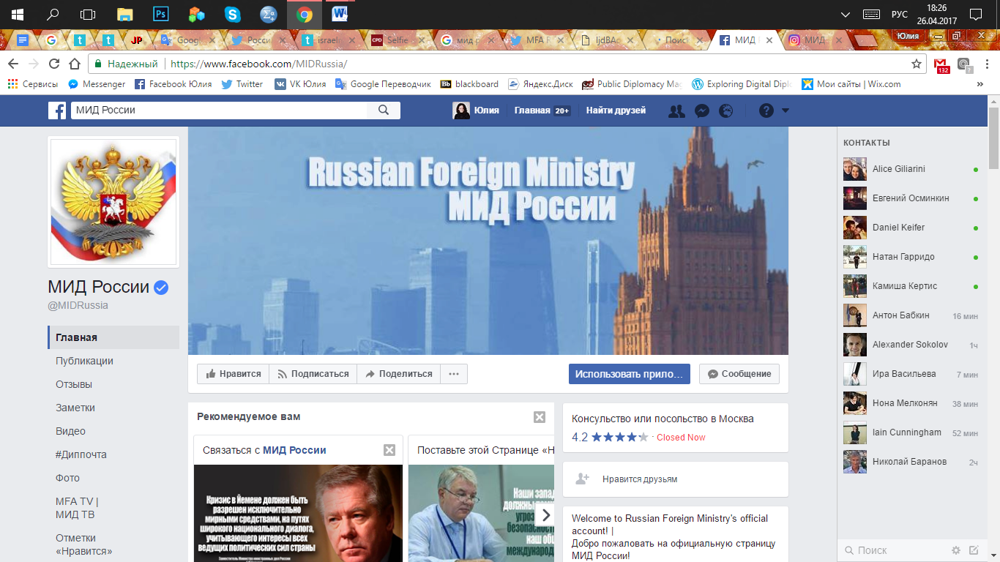 18:26
РУС
26.04.2017
Goog
Росси
israel
Selfie
мид р
MFA R
ljdBAc
Поис
МИД
МИД
Юлия
Надежный
https://www.facebook.com/MIDRussia/
132
Сервисы
Messenger
Facebook Юлия
Twitter
VK Юлия
Google Переводчик
blackboard
Яндекс.Диск
Public Diplomacy Mag
Exploring Digital Dipl
Мои сайты | Wix.com
»
МИД России
Юлия
Главная 20+
Найти друзей
МИД России
@MIDRussia
Главная
Публикации
Отзывы
Заметки
Видео
#Диппочта
Фото
MFA TV |
МИД ТВ
Отметки
«Нравится»
Russian Foreign Ministry
МИД России
Нравится
Подписаться
Поделиться
...
Использовать прило...
Сообщение
Рекомендуемое вам
Связаться с МИД России
Кризис в Йемене должен быть
разрешен исключительно
мирными средствами, на путях
широкого национального диалога,
учитывающего интересы всех
ведущих политических сил страны
Заместитель Министра иностранных дел России
Поставьте этой Странице «Н
Наши запад
должны
угроз
безопасност
наш общ
международн
Консульство или посольство в Москва
4.2 · Closed Now
Нравится друзьям
Welcome to Russian Foreign Ministry's official
account! |
Добро пожаловать на официальную страницу
МИД России!
КОНТАКТЫ
Alice Giliarini
Евгений Осминкин
Daniel Keifer
Натан Гарридо
Камиша Кертис
Антон Бабкин 16 мин
Alexander Sokolov 1ч
Ира Васильева 7 мин
Нона Мелконян 38 мин
Iain Cunningham 52 мин
Николай Баранов 2ч
Поиск